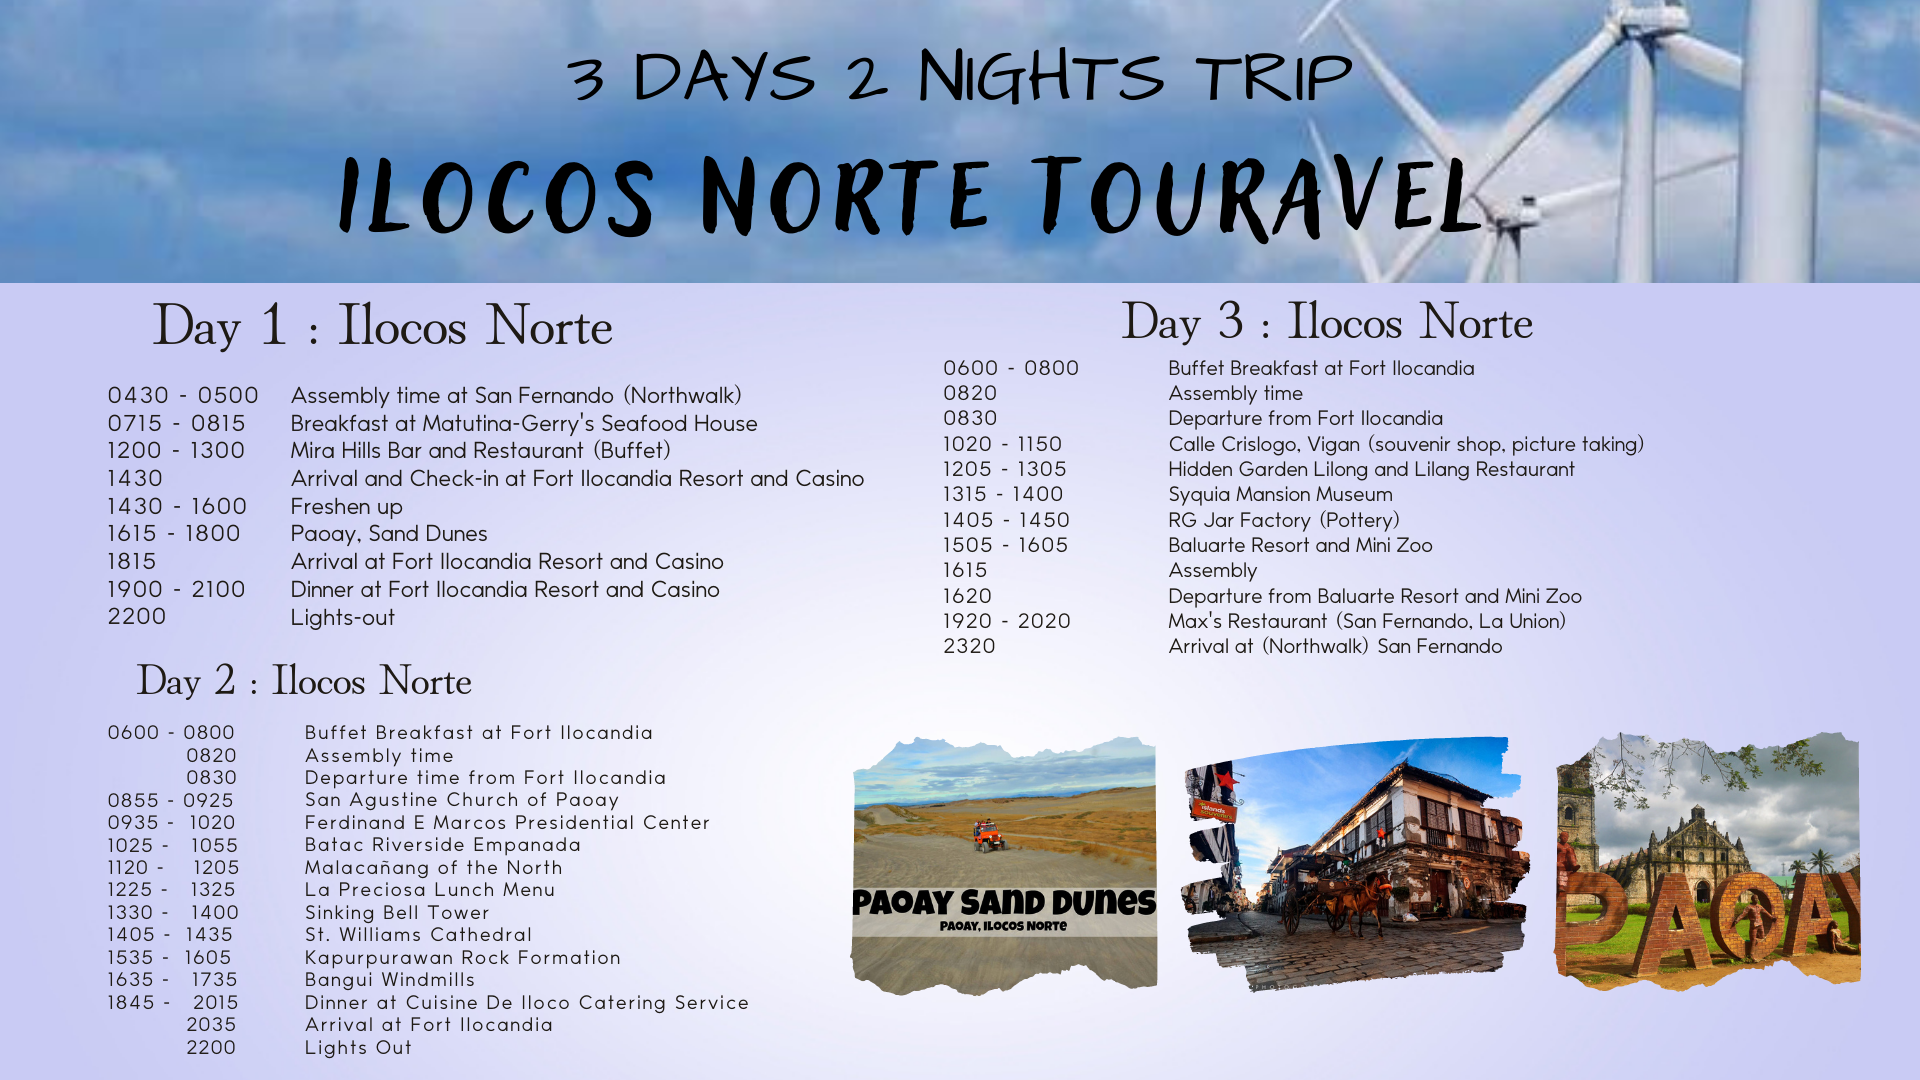 3 DAYS 2 NIGHTS TRIP
ILOCOS NORTE TOURAVEL
Day 1 : Ilocos Norte
0430 - 0500 Assembly time at San Fernando (Northwalk)
0715 - 0815 Breakfast at Matutina-Gerry's Seafood House
1200 - 1300 Mira Hills Bar and Restaurant (Buffet)
1430 Arrival and Check-in at Fort Ilocandia Resort and Casino
1430 - 1600 Freshen up
1615 - 1800 Paoay, Sand Dunes
1815 Arrival at Fort Ilocandia Resort and Casino
1900 - 2100 Dinner at Fort Ilocandia Resort and Casino
2200 Lights-out
Day 2 : Ilocos Norte
0600 - 0800 Buffet Breakfast at Fort Ilocandia
0820 Assembly time
0830 Departure time from Fort Ilocandia
0855 - 0925 San Agustine Church of Paoay
0935 - 1020 Ferdinand E Marcos Presidential Center
1025 - 1055 Batac Riverside Empanada
1120 - 1205 Malacañang of the North
1225 - 1325 La Preciosa Lunch Menu
1330 - 1400 Sinking Bell Tower
1405 - 1435 St. Williams Cathedral
1535 - 1605 Kapurpurawan Rock Formation
1635 - 1735 Bangui Windmills
1845 - 2015 Dinner at Cuisine De Iloco Catering Service
2035 Arrival at Fort Ilocandia
2200 Lights Out
Day 3 : Ilocos Norte
0600 - 0800 Buffet Breakfast at Fort Ilocandia
0820 Assembly time
0830 Departure from Fort Ilocandia
1020 - 1150 Calle Crislogo, Vigan (souvenir shop, picture taking)
1205 - 1305 Hidden Garden Lilong and Lilang Restaurant
1315 - 1400 Syquia Mansion Museum
1405 - 1450 RG Jar Factory (Pottery)
1505 - 1605 Baluarte Resort and Mini Zoo
1615 Assembly
1620 Departure from Baluarte Resort and Mini Zoo
1920 - 2020 Max's Restaurant (San Fernando, La Union)
2320 Arrival at (Northwalk) San Fernando
PAOAY SAND DUNES
PAOAY, ILOCOS NORTE
islands
PAOAY